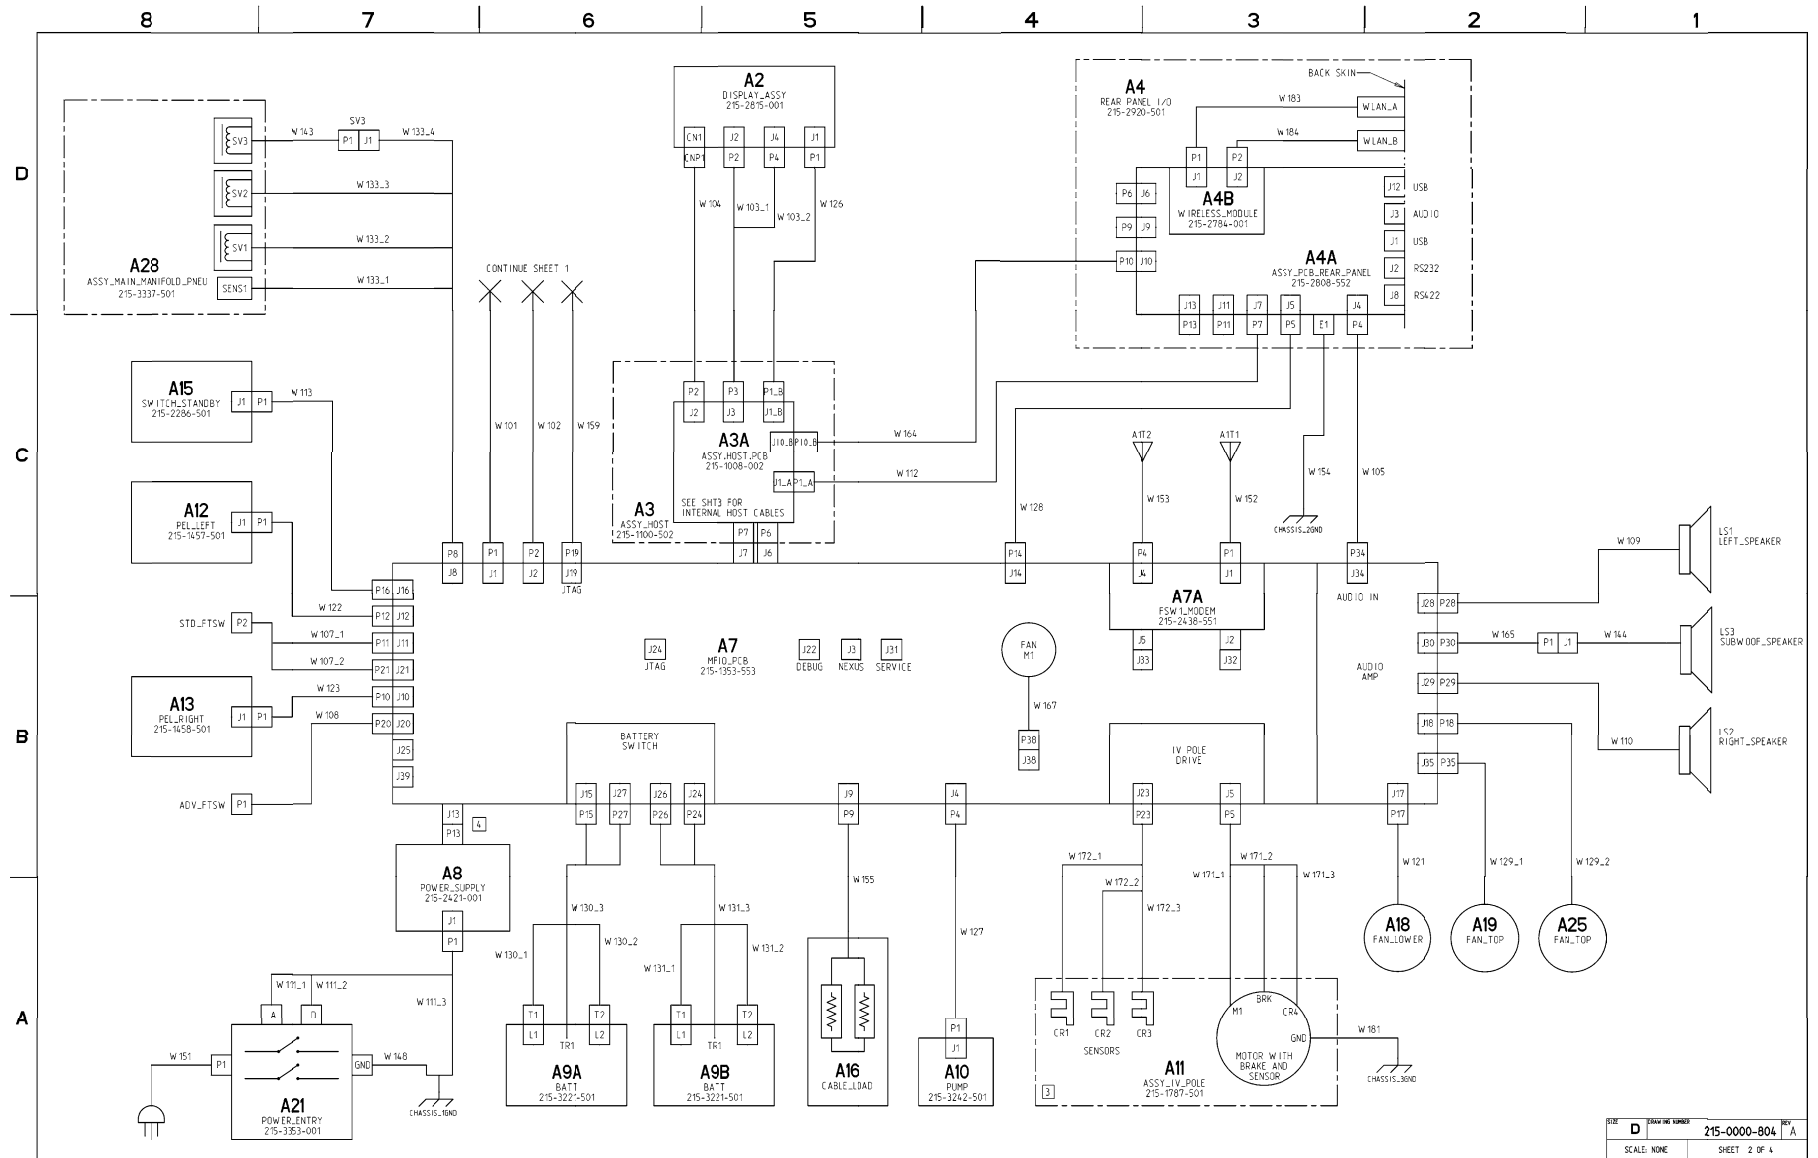 8 7 6 5 4 3 2 1
D
C
B
A
A28
ASSY_MAIN_MANIFOLD_PNEU
215-3337-501
SV3
SV2
SV1
SENS1
W 143
SV3
P1 J1
W 133_4
W 133_3
W 133_2
W 133_1
A2
DISPLAY_ASSY
215-2815-001
CN1 J2 J4 J1
CNP1 P2 P4 P1
W 104
W 103_1
W 103_2
W 126
CONTINUE SHEET 1
W 101
W 102
W 159
A4
REAR PANEL I/O
215-2920-501
BACK SKIN
W 183
WLAN_A
W 184
WLAN_B
P1 P2
J1 J2
A4B
WIRELESS_MODULE
215-2784-001
P6 J6
P9 J9
P10 J10
A4A
ASSY_PCB_REAR_PANEL
215-2808-552
J12 USB
J3 AUDIO
J1 USB
J2 RS232
J8 RS422
J13 J11 J7 J5 J4
P13 P11 P7 P5 E1 P4
A15
SWITCH_STANDBY
215-2286-501
J1 P1
W 113
A12
PEL_LEFT
215-1457-501
J1 P1
P2 P3 P1_B
J2 J3 J1_B
A3A
ASSY.HOST.PCB
215-1008-002
J10_B P10_B
J1_A P1_A
SEE SHT3 FOR
INTERNAL HOST CABLES
A3
ASSY_HOST
215-1100-502
P7 P6
J7 J6
W 164
W 112
W 128
A1T2
W 153
A1T1
W 152
W 154
CHASSIS_2GND
W 105
P8 P1 P2 P19 P14 P4 P1 P34
J8 J1 J2 J19 J14 J4 J1 J34
JTAG
AUDIO IN
P16 J16
W 122
P12 J12
STD_FTSW P2
W 107_1
P11 J11
W 107_2
P21 J21
W 123
P10 J10
W 108
P20 J20
J25
J39
A13
PEL_RIGHT
215-1458-501
J1 P1
ADV_FTSW P1
J24
JTAG
A7
MFIO_PCB
215-1353-553
J22
DEBUG
J3
NEXUS
J31
SERVICE
FAN
M1
W 167
P38
J38
A7A
FSW1_MODEM
215-2438-551
J5 J2
J33 J32
AUDIO
AMP
J28 P28
J30 P30
J29 P29
J18 P18
J35 P35
W 109
W 165
P1 J1
W 144
W 110
LS1
LEFT_SPEAKER
LS3
SUBWOOF_SPEAKER
LS2
RIGHT_SPEAKER
BATTERY
SWITCH
IV POLE
DRIVE
J13
P13
4
J15 J27 J26 J24 J9 J4 J23 J5 J17
P15 P27 P26 P24 P9 P4 P23 P5 P17
A8
POWER_SUPPLY
215-2421-001
J1
P1
W 111_1
W 111_2
W 111_3
W 130_3
W 130_1
W 130_2
W 131_3
W 131_1
W 131_2
W 155
W 127
W 172_1
W 172_2
W 172_3
W 171_2
W 171_1
W 171_3
W 121
W 129_1
W 129_2
A18
FAN_LOWER
A19
FAN_TOP
A25
FAN_TOP
A D
W 151
P1
GND
W 148
A21
POWER_ENTRY
215-3353-001
CHASSIS_1GND
T1 T2
L1 L2
TR1
A9A
BATT
215-3221-501
T1 T2
L1 L2
TR1
A9B
BATT
215-3221-501
A16
CABLE_LOAD
P1
J1
A10
PUMP
215-3242-501
CR1 CR2 CR3
SENSORS
3
A11
ASSY_IV_POLE
215-1787-501
BRK
M1
CR4
GND
MOTOR WITH
BRAKE AND
SENSOR
W 181
CHASSIS_3GND
SIZE D DRAWING NUMBER 215-0000-804 REV A
SCALE: NONE SHEET 2 OF 4